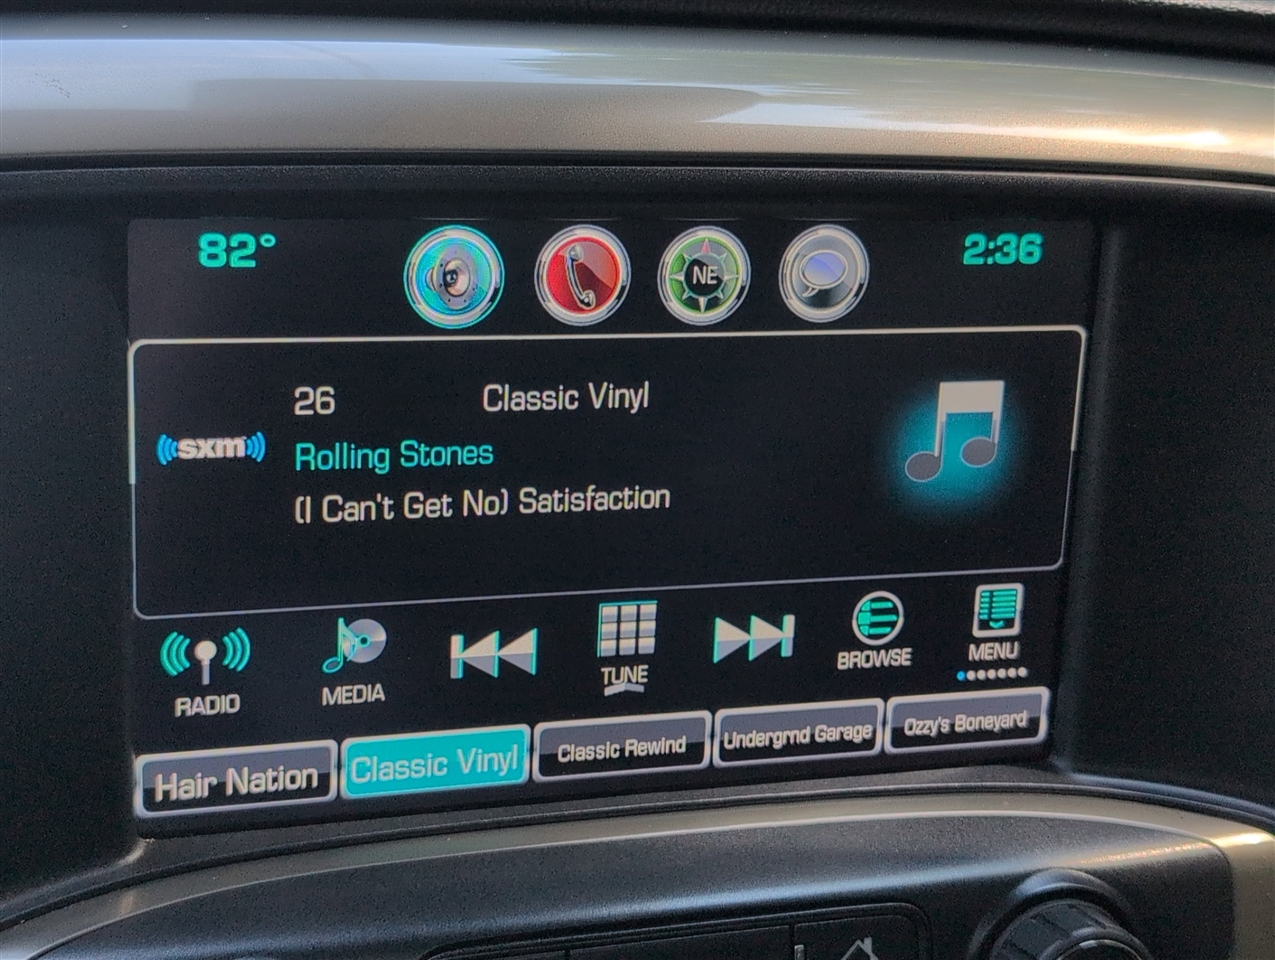 82° NE 2:36
26 Classic Vinyl
sxm
Rolling Stones
(I Can't Get No) Satisfaction
RADIO MEDIA TUNE BROWSE MENU
Hair Nation Classic Vinyl Classic Rewind Undergrnd Garage Ozzy's Boneyard